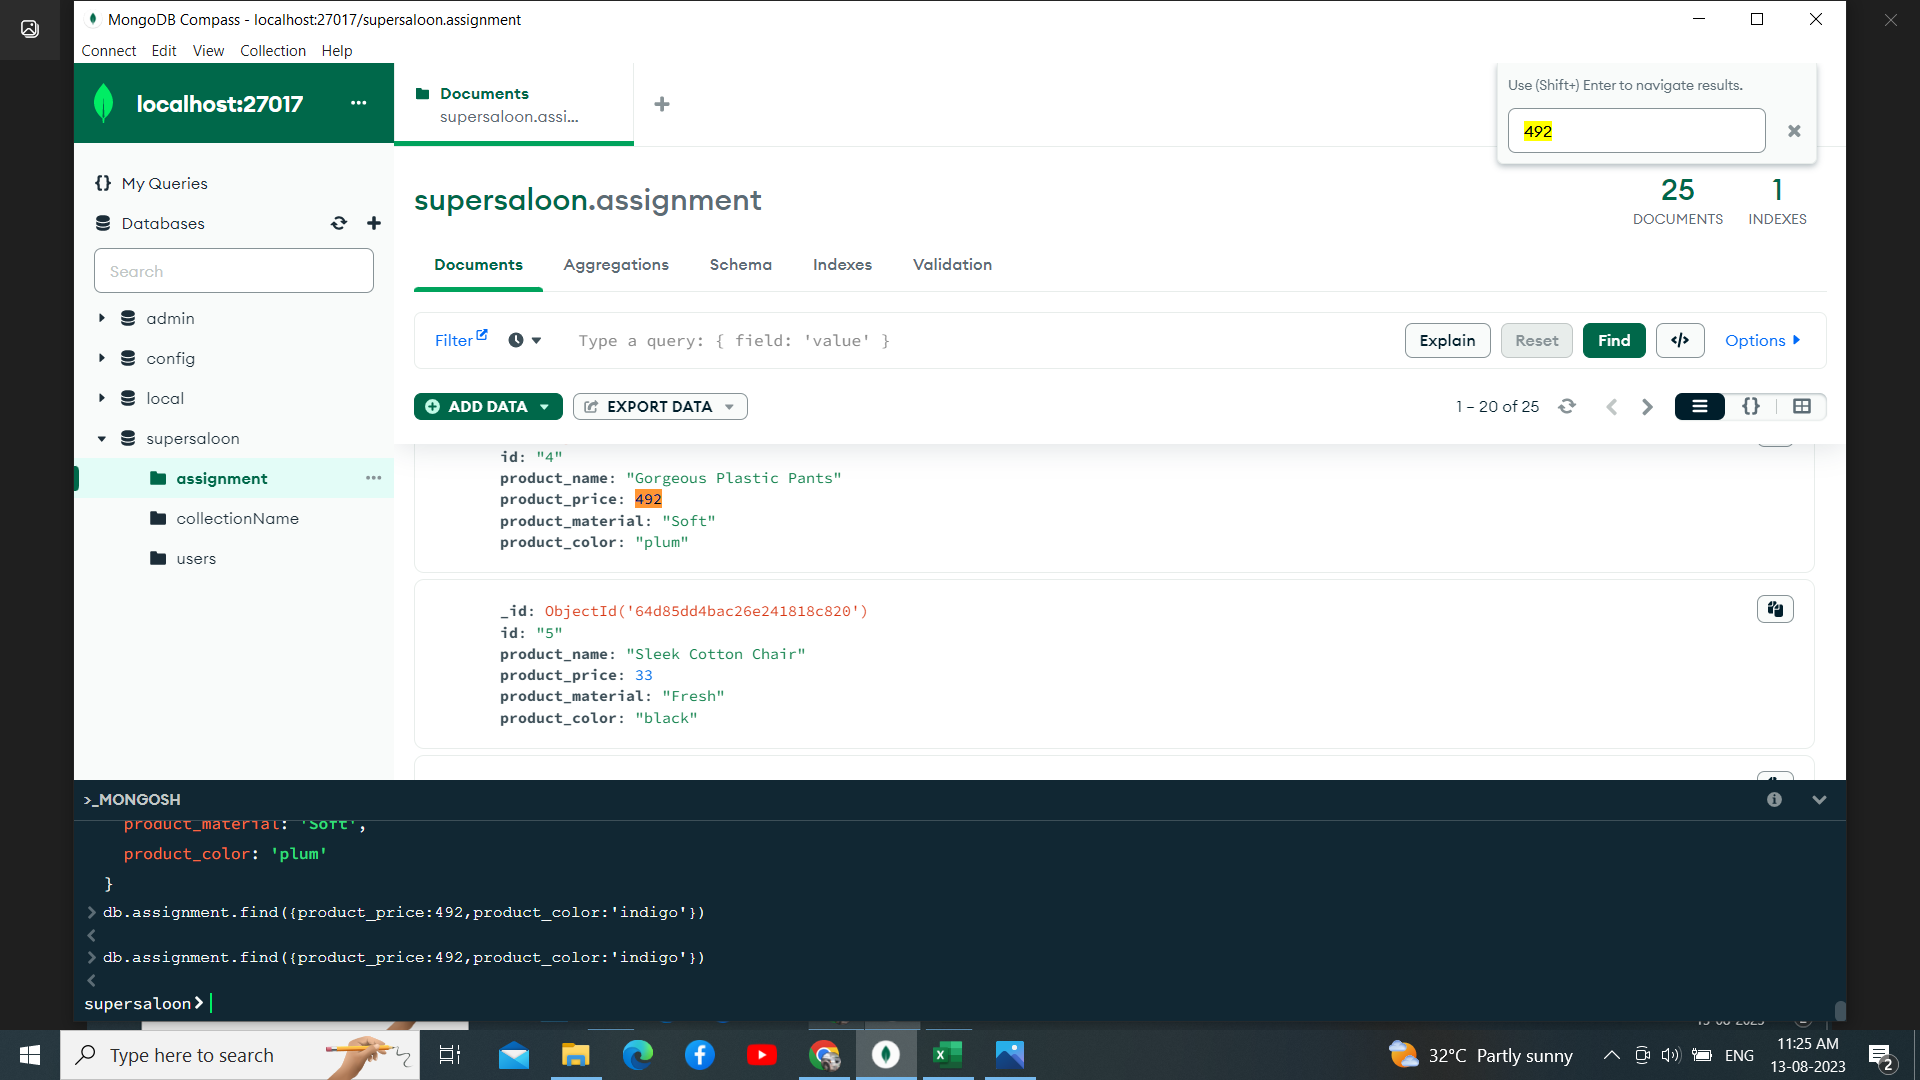 MongoDB Compass - localhost:27017/supersaloon.assignment
Connect Edit View Collection Help
localhost:27017
Documents
supersaloon.assi...
Use (Shift+) Enter to navigate results.
492
My Queries
Databases
Search
admin
config
local
supersaloon
assignment
collectionName
users
supersaloon.assignment
25
DOCUMENTS
1
INDEXES
Documents Aggregations Schema Indexes Validation
Filter Type a query: { field: 'value' } Explain Reset Find </> Options
ADD DATA EXPORT DATA 1 – 20 of 25 {}
id: "4"
product_name: "Gorgeous Plastic Pants"
product_price: 492
product_material: "Soft"
product_color: "plum"
_id: ObjectId('64d85dd4bac26e241818c820')
id: "5"
product_name: "Sleek Cotton Chair"
product_price: 33
product_material: "Fresh"
product_color: "black"
>_MONGOSH
product_material: 'Soft',
product_color: 'plum'
}
> db.assignment.find({product_price:492,product_color:'indigo'})
<
> db.assignment.find({product_price:492,product_color:'indigo'})
<
supersaloon>
Type here to search
32°C Partly sunny
ENG
11:25 AM
13-08-2023
2